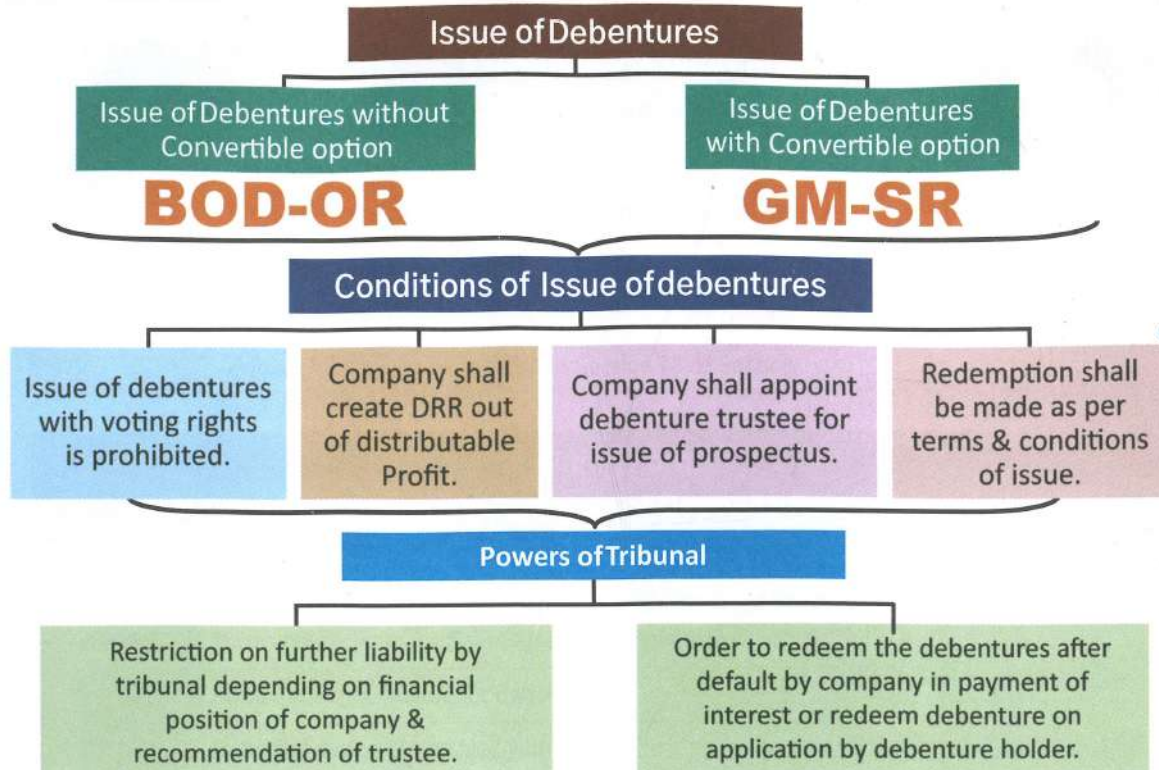 Issue of Debentures
Issue of Debentures without
Convertible option
Issue of Debentures
with Convertible option
BOD-OR
GM-SR
Conditions of Issue of debentures
Issue of debentures
with voting rights
is prohibited.
Company shall
create DRR out
of distributable
Profit.
Company shall appoint
debenture trustee for
issue of prospectus.
Redemption shall
be made as per
terms & conditions
of issue.
Powers of Tribunal
Restriction on further liability by
tribunal depending on financial
position of company &
recommendation of trustee.
Order to redeem the debentures after
default by company in payment of
interest or redeem debenture on
application by debenture holder.